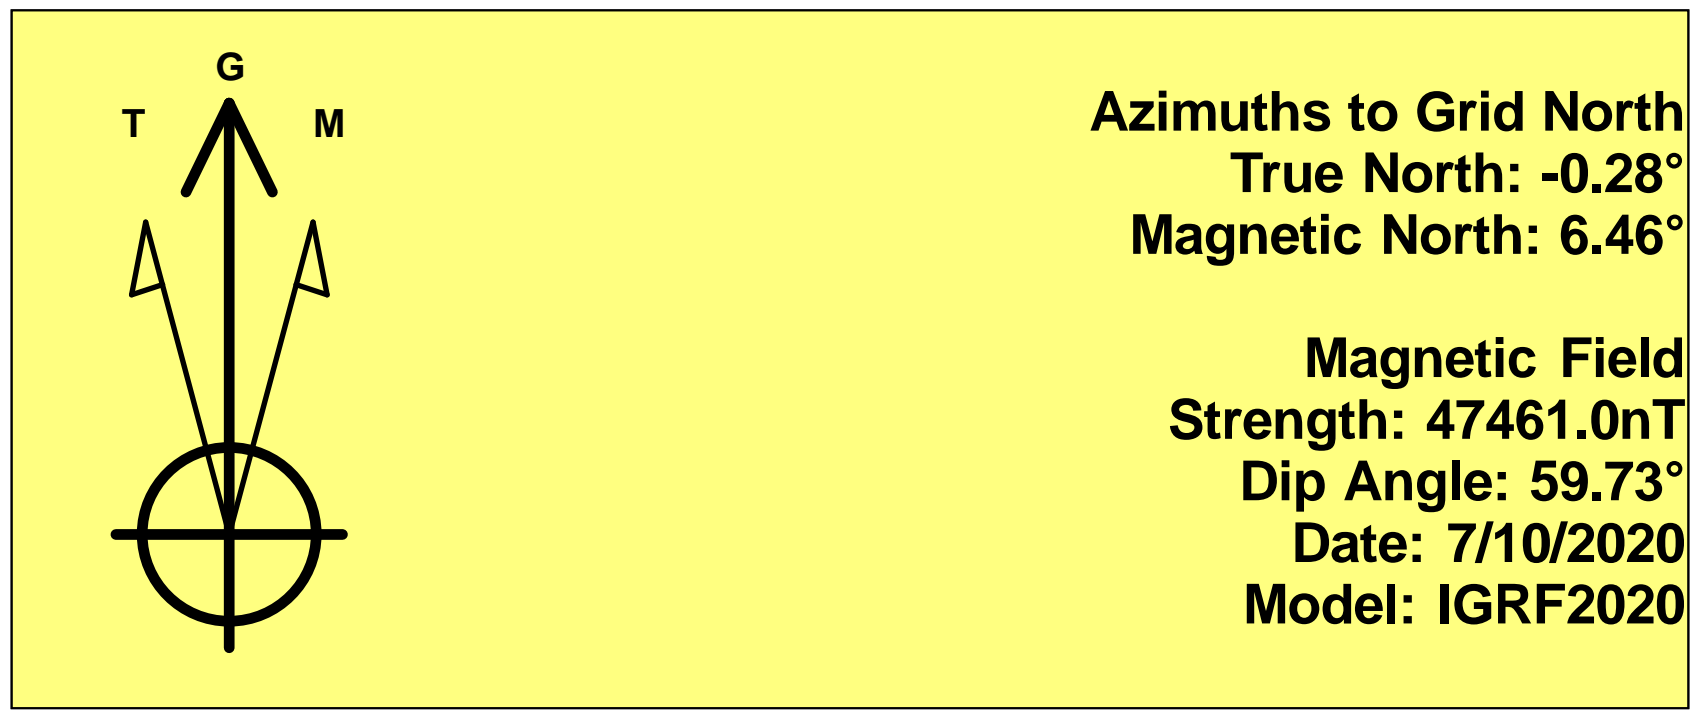 G
T M
Azimuths to Grid North
True North: -0.28°
Magnetic North: 6.46°
Magnetic Field
Strength: 47461.0nT
Dip Angle: 59.73°
Date: 7/10/2020
Model: IGRF2020